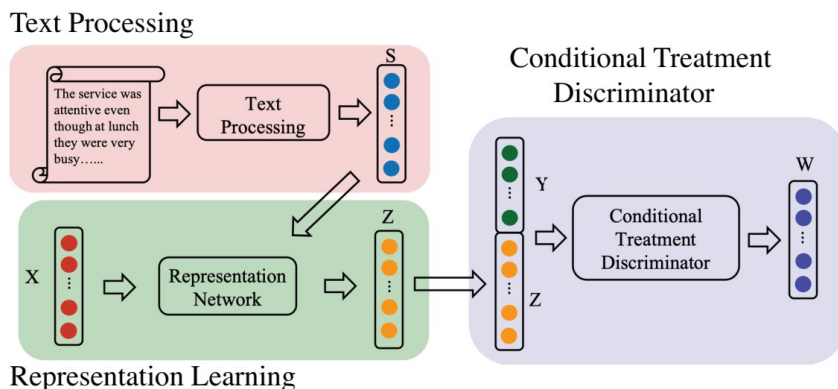 Text Processing
S
The service was
attentive even
though at lunch
they were very
busy…...
Text
Processing
Conditional Treatment
Discriminator
Y
W
Conditional
Treatment
Discriminator
Z
X
Representation
Network
Z
Representation Learning